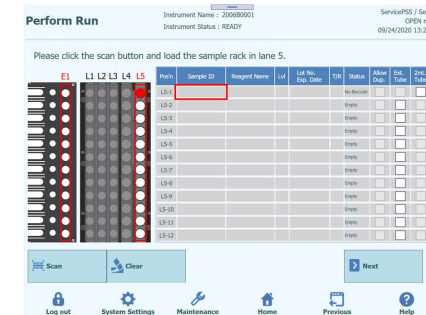 Perform Run
Instrument Name : 200680001
Instrument Status : READY
ServicePSS / Se
OPEN r
09/24/2020 13:2
Please click the scan button and load the sample rack in lane 5.
E1 L1 L2 L3 L4 L5
Pos'n Sample ID Reagent Name Lvl Lot No. Exp. Date T/R Status Allow Dup. Ext. Tube 2mL Tube
L5-1 No Barcode
L5-2 Empty
L5-3 Empty
L5-4 Empty
L5-5 Empty
L5-6 Empty
L5-7 Empty
L5-8 Empty
L5-9 Empty
L5-10 Empty
L5-11 Empty
L5-12 Empty
Scan Clear Next
Log out System Settings Maintenance Home Previous Help